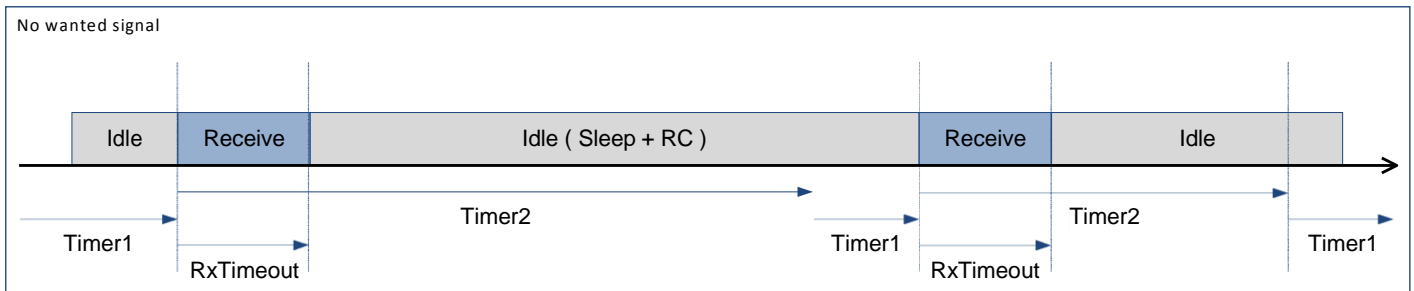 No wanted signal
Idle Receive Idle ( Sleep + RC ) Receive Idle
Timer2 Timer2
Timer1 Timer1 Timer1
RxTimeout RxTimeout